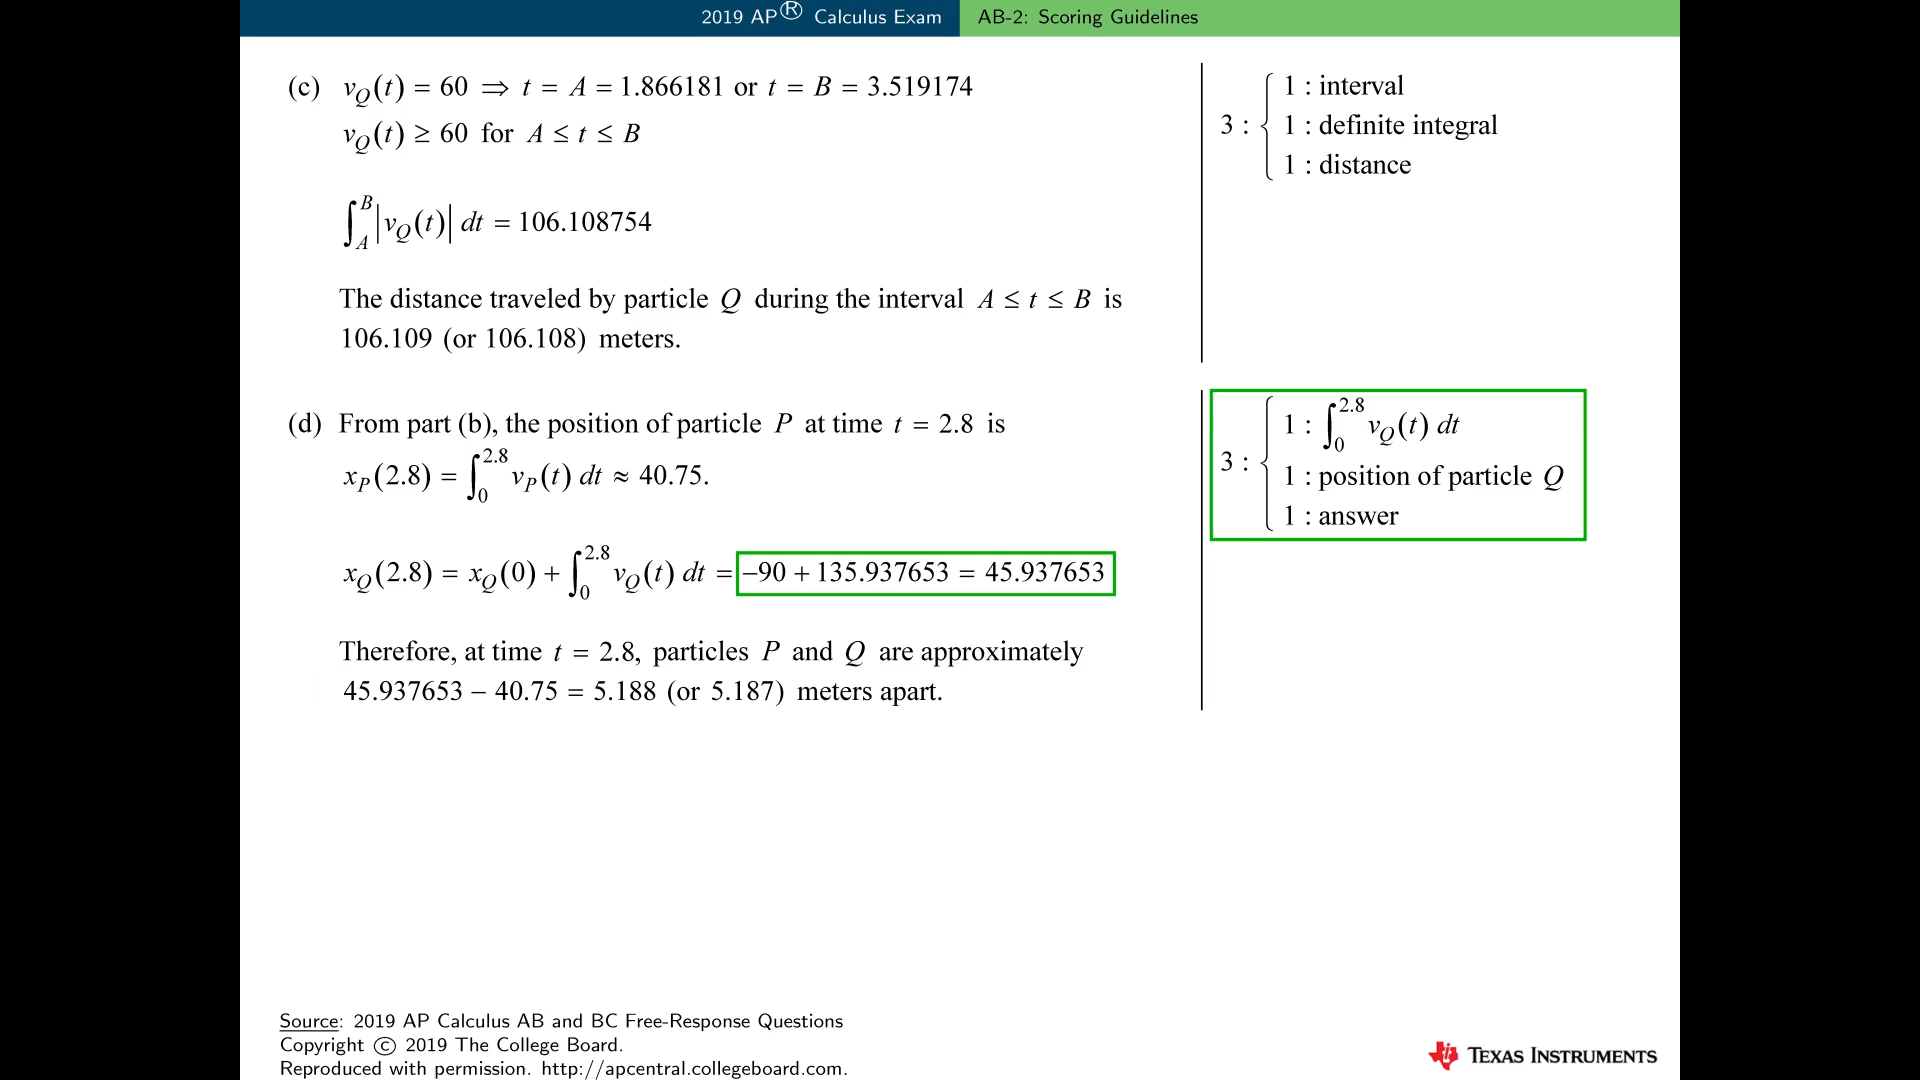 2019 AP® Calculus Exam AB-2: Scoring Guidelines
(c) v_Q(t) = 60 ⇒ t = A = 1.866181 or t = B = 3.519174
v_Q(t) ≥ 60 for A ≤ t ≤ B
∫_A^B |v_Q(t)| dt = 106.108754
The distance traveled by particle Q during the interval A ≤ t ≤ B is
106.109 (or 106.108) meters.
3 : { 1 : interval
1 : definite integral
1 : distance
(d) From part (b), the position of particle P at time t = 2.8 is
x_P(2.8) = ∫_0^2.8 v_P(t) dt ≈ 40.75.
x_Q(2.8) = x_Q(0) + ∫_0^2.8 v_Q(t) dt = −90 + 135.937653 = 45.937653
Therefore, at time t = 2.8, particles P and Q are approximately
45.937653 − 40.75 = 5.188 (or 5.187) meters apart.
3 : { 1 : ∫_0^2.8 v_Q(t) dt
1 : position of particle Q
1 : answer
Source: 2019 AP Calculus AB and BC Free-Response Questions
Copyright © 2019 The College Board.
Reproduced with permission. http://apcentral.collegeboard.com.
TEXAS INSTRUMENTS